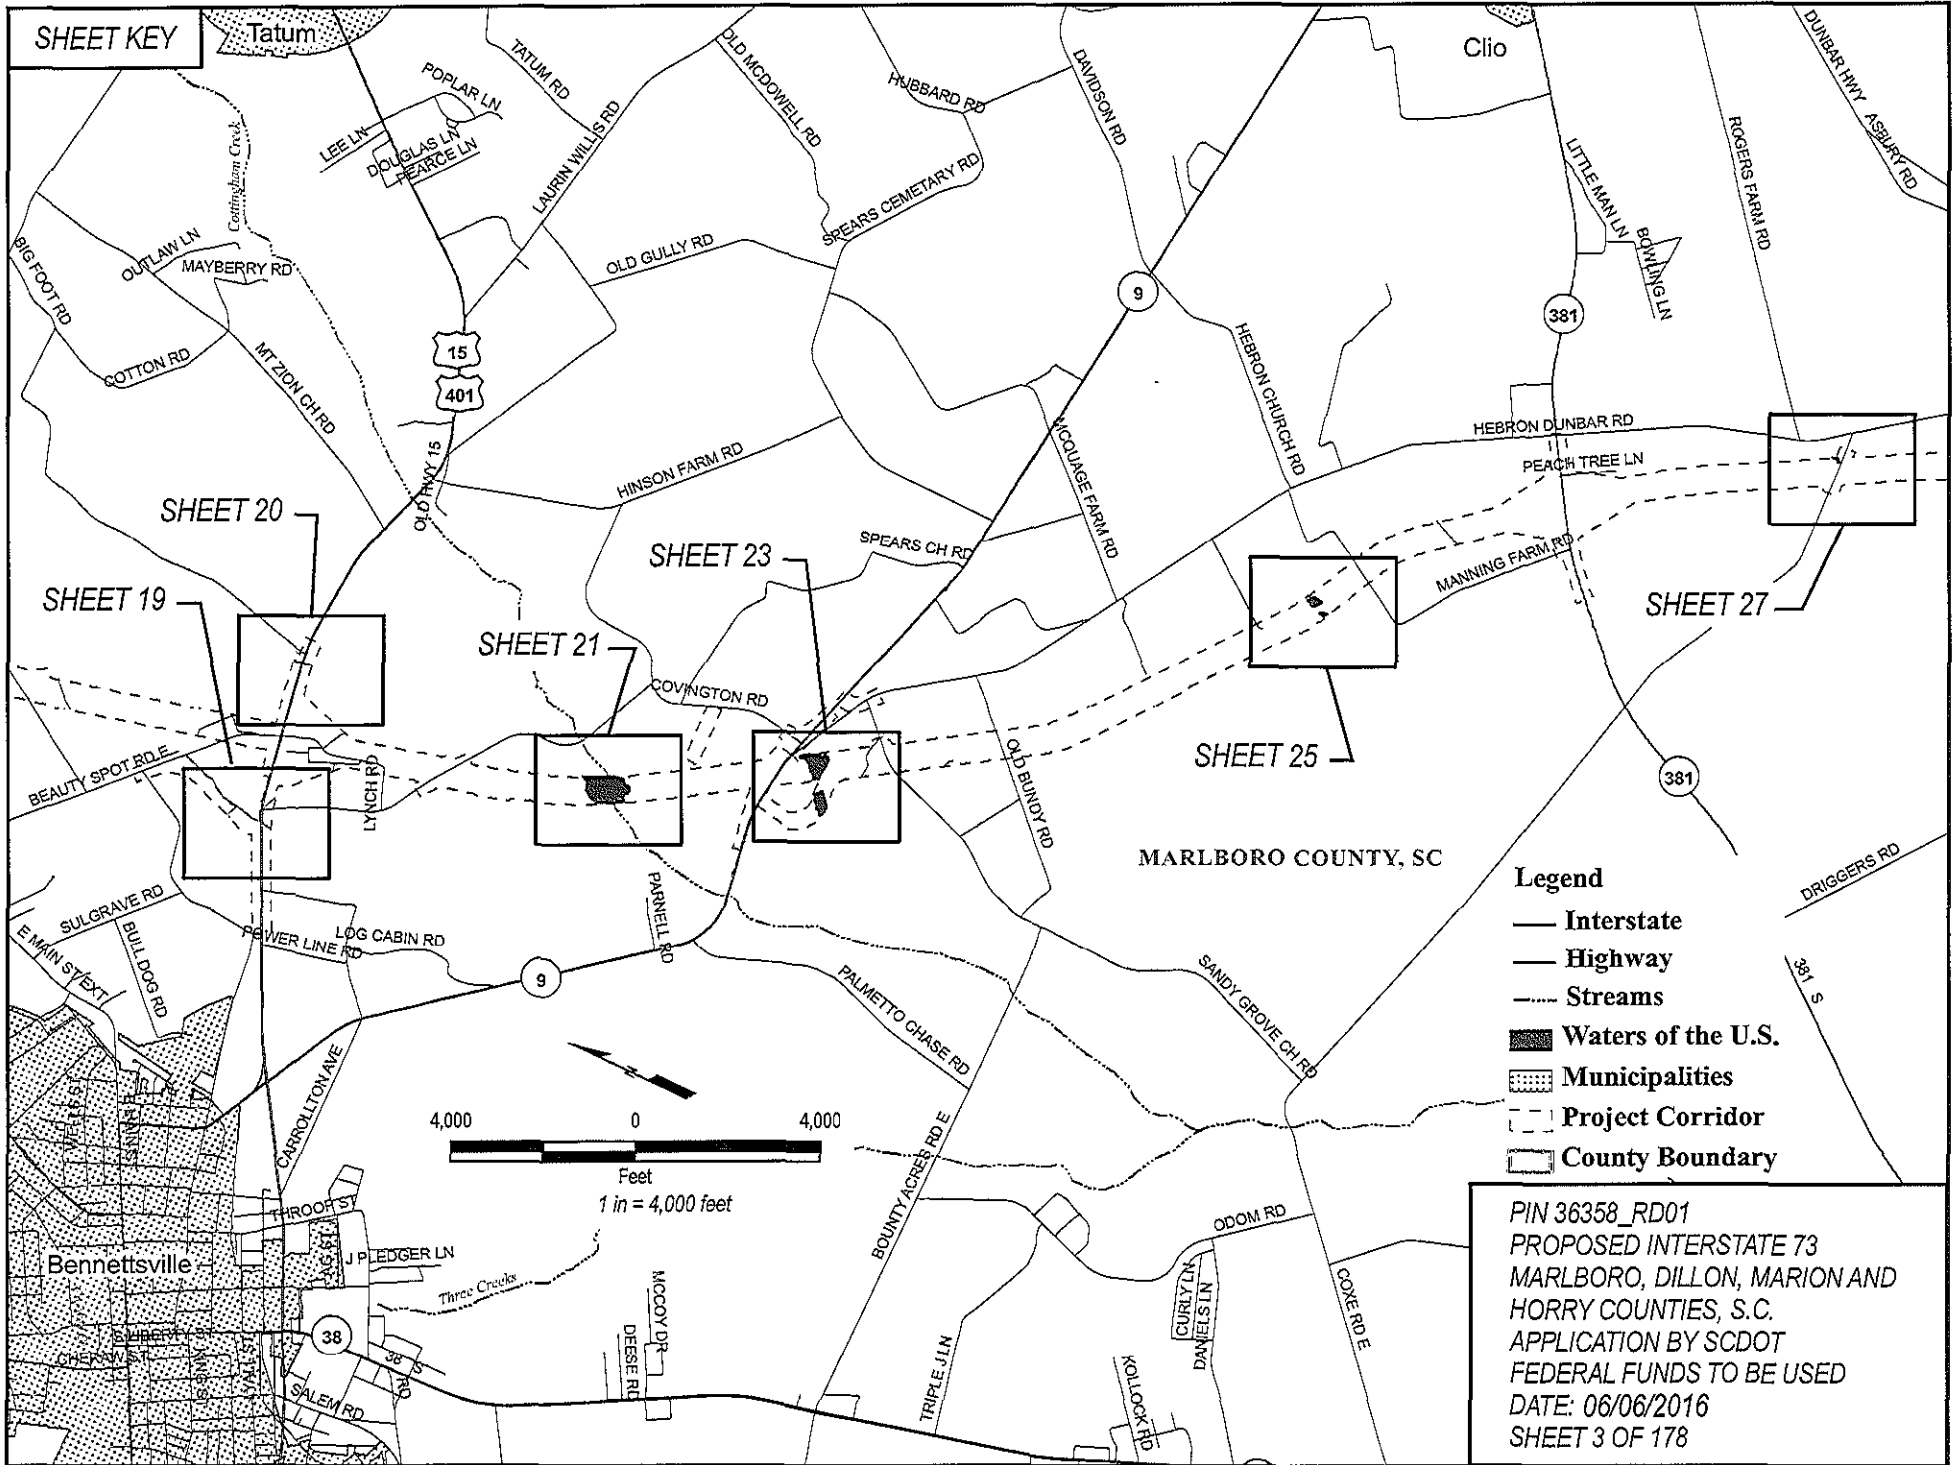 SHEET KEY
Tatum
Clio
TATUM RD
POPLAR LN
LEE LN
DOUGLAS LN
PEARCE LN
LAURIN WILLIS RD
OLD MCDOWELL RD
HUBBARD RD
DAVIDSON RD
DUNBAR HWY
ASBURY RD
ROGERS FARM RD
LITTLE MAN LN
BOWLING LN
Cottingham Creek
SPEARS CEMETARY RD
OUTLAW LN
MAYBERRY RD
BIG FOOT RD
OLD GULLY RD
9
381
15
401
COTTON RD
MT ZION CH RD
HEBRON CHURCH RD
OLD HWY 15
HINSON FARM RD
MCQUAGE FARM RD
HEBRON DUNBAR RD
PEACH TREE LN
SHEET 20
SHEET 23
SPEARS CH RD
MANNING FARM RD
SHEET 19
SHEET 27
SHEET 21
COVINGTON RD
SHEET 25
BEAUTY SPOT RD E
LYNCH RD
OLD BUNDY RD
381
MARLBORO COUNTY, SC
DRIGGERS RD
SULGRAVE RD
BULL DOG RD
E MAIN ST EXT
POWER LINE RD
LOG CABIN RD
PARNELL RD
9
PALMETTO CHASE RD
SANDY GROVE CH RD
381 S
Legend
Interstate
Highway
Streams
Waters of the U.S.
Municipalities
Project Corridor
County Boundary
N
CARROLLTON AVE
4,000 0 4,000
Feet
1 in = 4,000 feet
BOUNTY ACRES RD E
THROOP ST
J PLEDGER LN
Bennettsville
Three Creeks
ODOM RD
CURLY LN
DANIELS LN
COXE RD E
MCCOY DR
DEESE RD
TRIPLE J LN
KOLLOCK RD
S LIBERTY ST
CHERAW ST
38
38 S
SALEM RD
PIN 36358_RD01
PROPOSED INTERSTATE 73
MARLBORO, DILLON, MARION AND
HORRY COUNTIES, S.C.
APPLICATION BY SCDOT
FEDERAL FUNDS TO BE USED
DATE: 06/06/2016
SHEET 3 OF 178